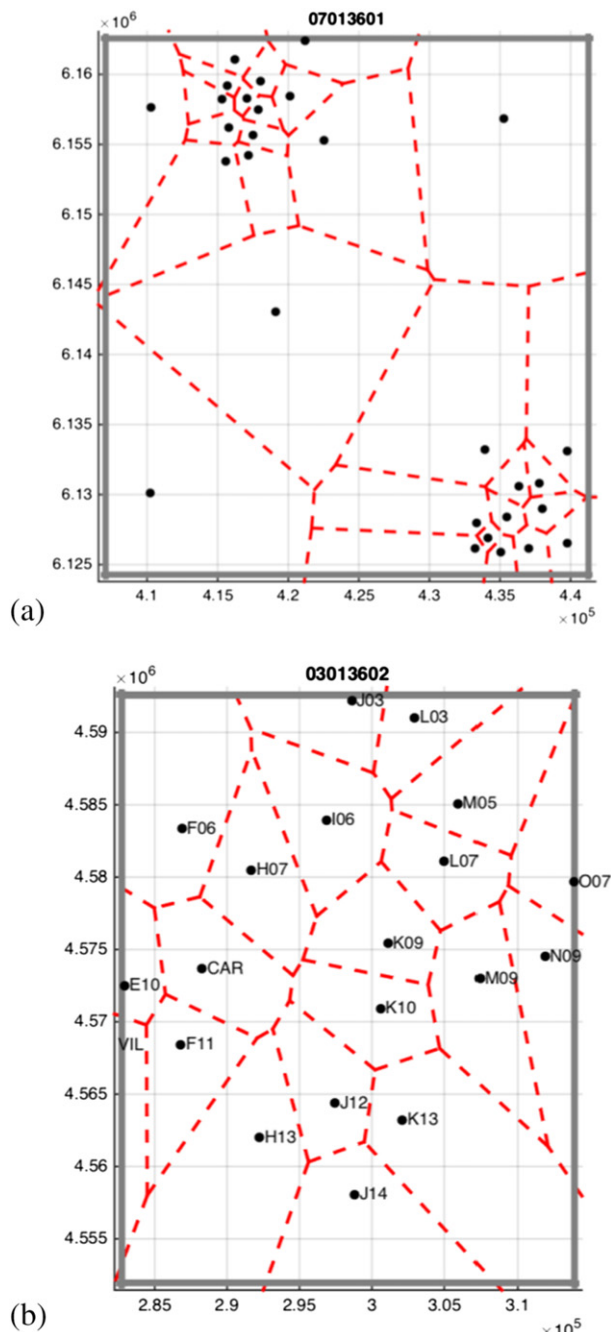 07013601
× 10⁶
6.16
6.155
6.15
6.145
6.14
6.135
6.13
6.125
4.1 4.15 4.2 4.25 4.3 4.35 4.4
× 10⁵
(a)
03013602
× 10⁶
J03
L03
4.59
M05
4.585
I06
F06
L07
4.58
H07
O07
K09
4.575
N09
CAR
M09
E10
K10
4.57
VIL
F11
4.565
J12
K13
H13
4.56
J14
4.555
2.85 2.9 2.95 3 3.05 3.1
× 10⁵
(b)